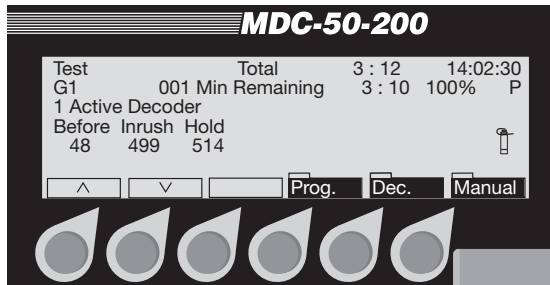 MDC-50-200
Test Total 3 : 12 14:02:30
G1 001 Min Remaining 3 : 10 100% P
1 Active Decoder
Before Inrush Hold
48 499 514
Prog. Dec. Manual